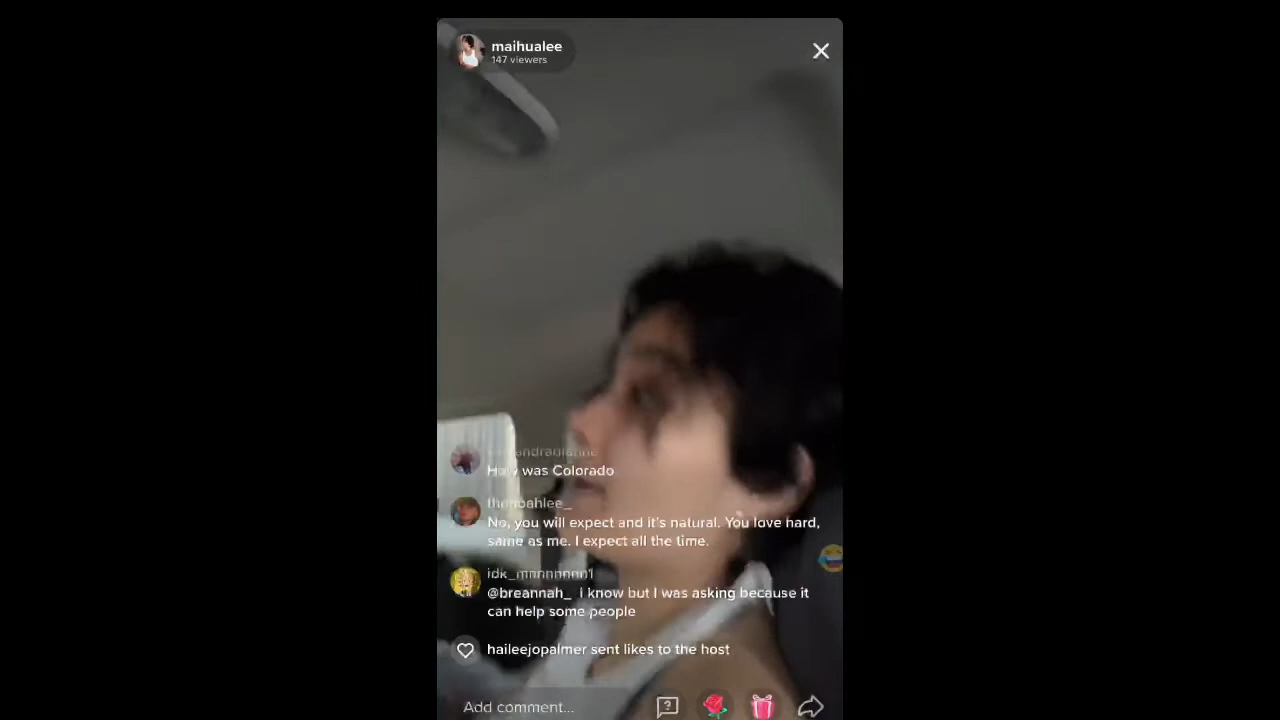 maihualee
147 viewers
How was Colorado
No, you will expect and it's natural. You love hard,
same as me. I expect all the time.
@breannah_ I know but I was asking because it
can help some people
haileejopalmer sent likes to the host
Add comment...